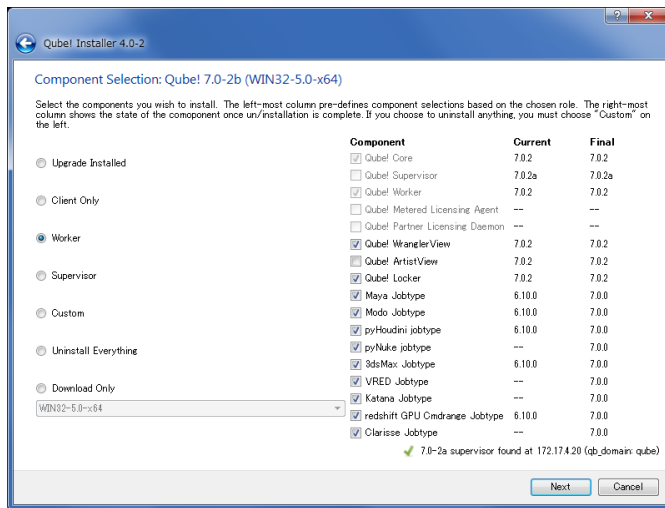 Qube! Installer 4.0-2
Component Selection: Qube! 7.0-2b (WIN32-5.0-x64)
Select the components you wish to install. The left-most column pre-defines component selections based on the chosen role. The right-most
column shows the state of the comoponent once un/installation is complete. If you choose to uninstall anything, you must choose "Custom" on
the left.
Upgrade Installed
Client Only
Worker
Supervisor
Custom
Uninstall Everything
Download Only
WIN32-5.0-x64
Component Current Final
Qube! Core 7.0.2 7.0.2
Qube! Supervisor 7.0.2a 7.0.2a
Qube! Worker 7.0.2 7.0.2
Qube! Metered Licensing Agent -- --
Qube! Partner Licensing Daemon -- --
Qube! WranglerView 7.0.2 7.0.2
Qube! ArtistView 7.0.2 7.0.2
Qube! Locker 7.0.2 7.0.2
Maya Jobtype 6.10.0 7.0.0
Modo Jobtype 6.10.0 7.0.0
pyHoudini jobtype 6.10.0 7.0.0
pyNuke jobtype -- 7.0.0
3dsMax Jobtype 6.10.0 7.0.0
VRED Jobtype -- 7.0.0
Katana Jobtype -- 7.0.0
redshift GPU Cmdrange Jobtype 6.10.0 7.0.0
Clarisse Jobtype -- 7.0.0
7.0-2a supervisor found at 172.17.4.20 (qb_domain: qube)
Next Cancel